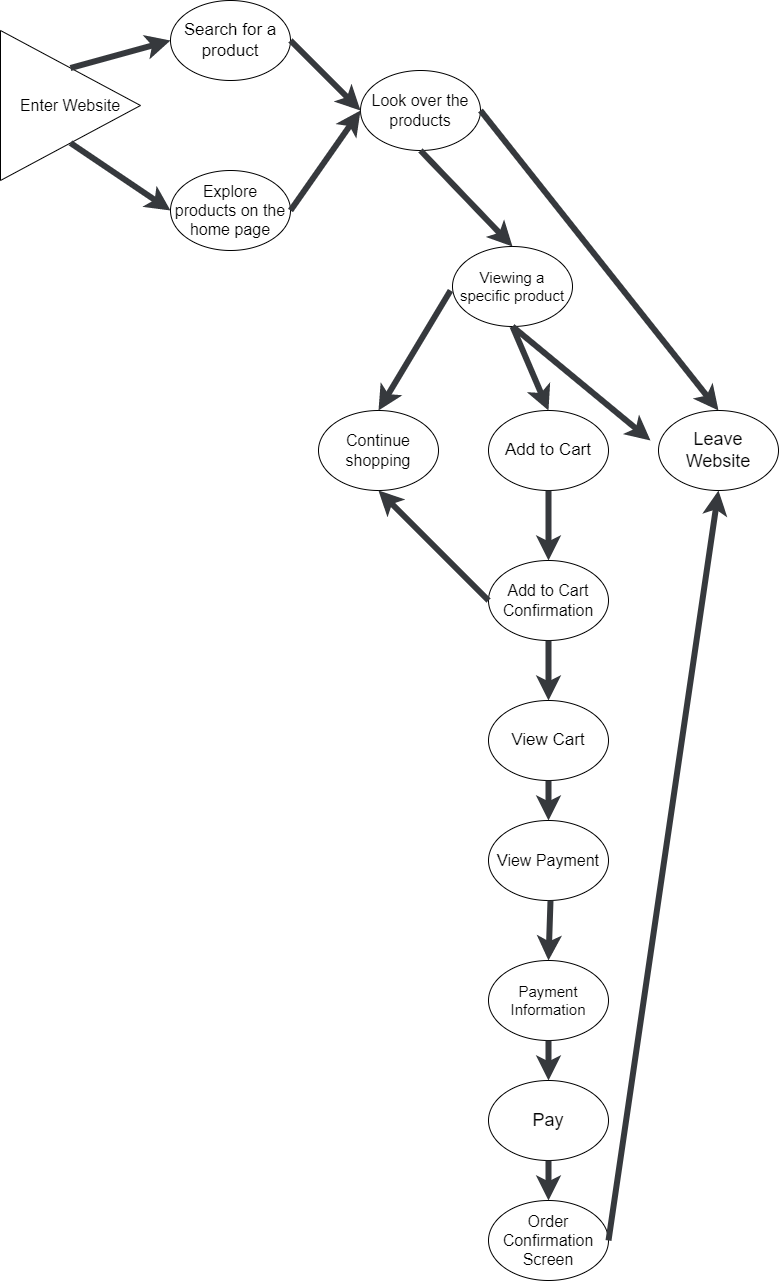 Search for a
product
Enter Website
Look over the
products
Explore
products on the
home page
Viewing a
specific product
Continue
shopping
Add to Cart
Leave
Website
Add to Cart
Confirmation
View Cart
View Payment
Payment
Information
Pay
Order
Confirmation
Screen